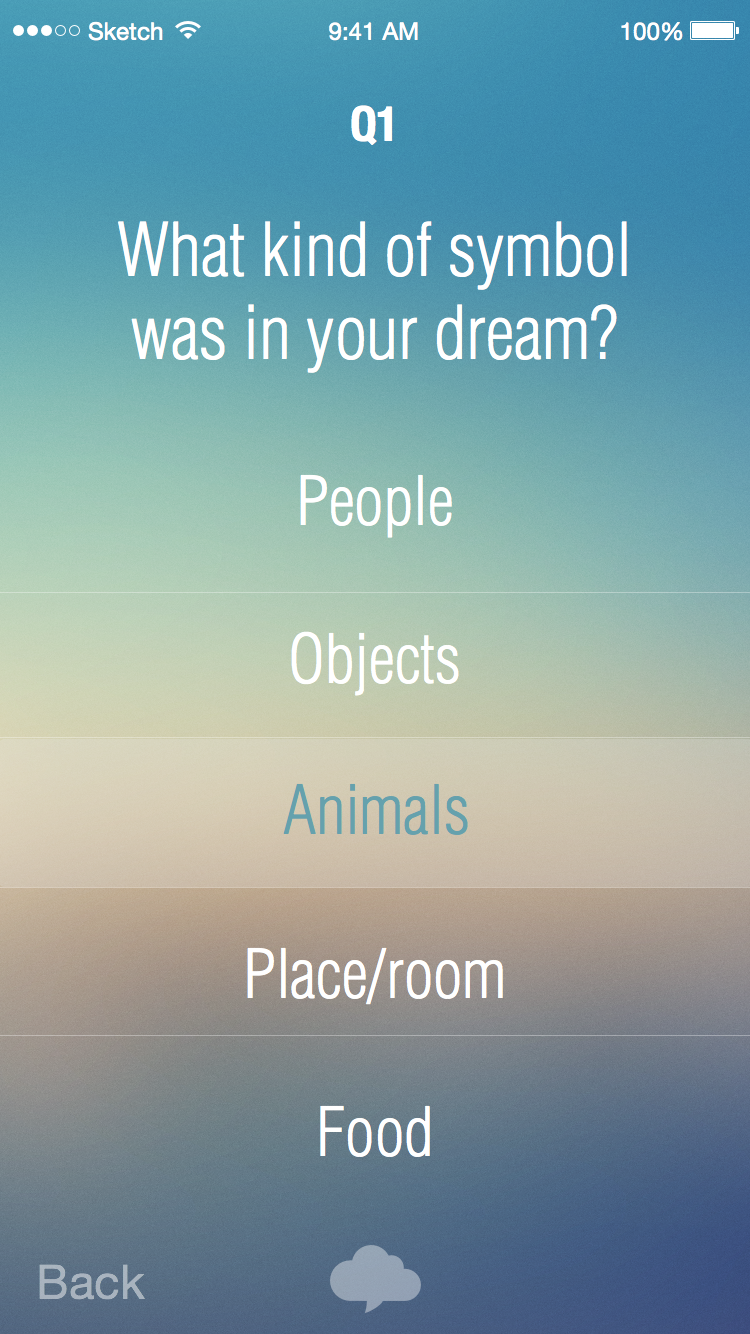 Sketch 9:41 AM 100%
Q1
What kind of symbol
was in your dream?
People
Objects
Animals
Place/room
Food
Back